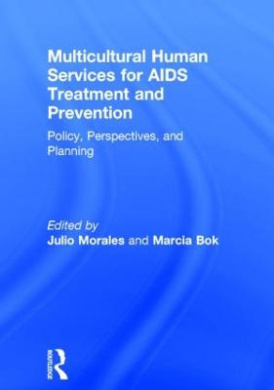 Multicultural Human
Services for AIDS
Treatment and
Prevention
Policy, Perspectives, and
Planning
Edited by
Julio Morales and Marcia Bok
ROUTLEDGE